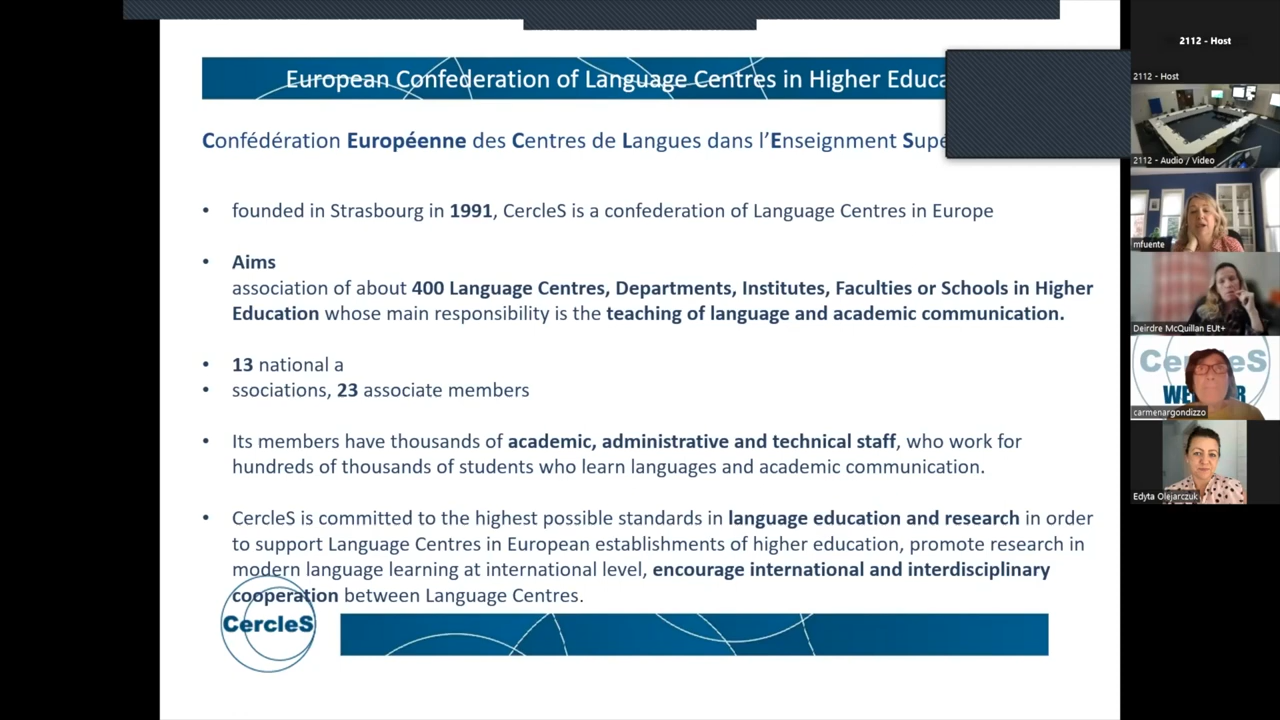 European Confederation of Language Centres in Higher
Confédération Européenne des Centres de Langues dans l'Enseignment
• founded in Strasbourg in 1991, CercleS is a confederation of Language Centres in Europe
• Aims
association of about 400 Language Centres, Departments, Institutes, Faculties or Schools in Higher
Education whose main responsibility is the teaching of language and academic communication.
• 13 national a
• ssociations, 23 associate members
• Its members have thousands of academic, administrative and technical staff, who work for
hundreds of thousands of students who learn languages and academic communication.
• CercleS is committed to the highest possible standards in language education and research in order
to support Language Centres in European establishments of higher education, promote research in
modern language learning at international level, encourage international and interdisciplinary
cooperation between Language Centres.
CercleS
2112 - Host
2112 - Host
2112 - Audio / Video
mfuente
Deirdre McQuillan EUt+
carmenargondizzo
Edyta Olejarczuk